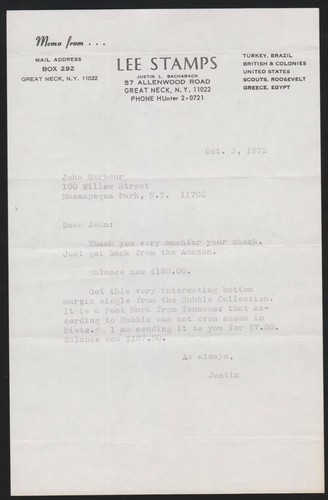 Memo from . . .
MAIL ADDRESS
BOX 292
GREAT NECK, N.Y. 11022
LEE STAMPS
JUSTIN L. BACHARACH
57 ALLENWOOD ROAD
GREAT NECK, N.Y. 11022
PHONE HUnter 2-0721
TURKEY, BRAZIL
BRITISH & COLONIES
UNITED STATES
SCOUTS, ROOSEVELT
GREECE, EGYPT
Oct. 3, 1972
John Harbour
100 Willow Street
Massapequa Park, N.Y. 11762
Dear John:
Thank you very much for your check.
Just got back from the Amazon.
Balance now $180.00.
Got this very interesting bottom
margin single from the Hubbie Collection.
It is a Post Mark from Tennesse that ac-
cording to Hubbie was not even shown in
I am sending it to you for $7.50.
Balance now $187.50.
As always,
Justin